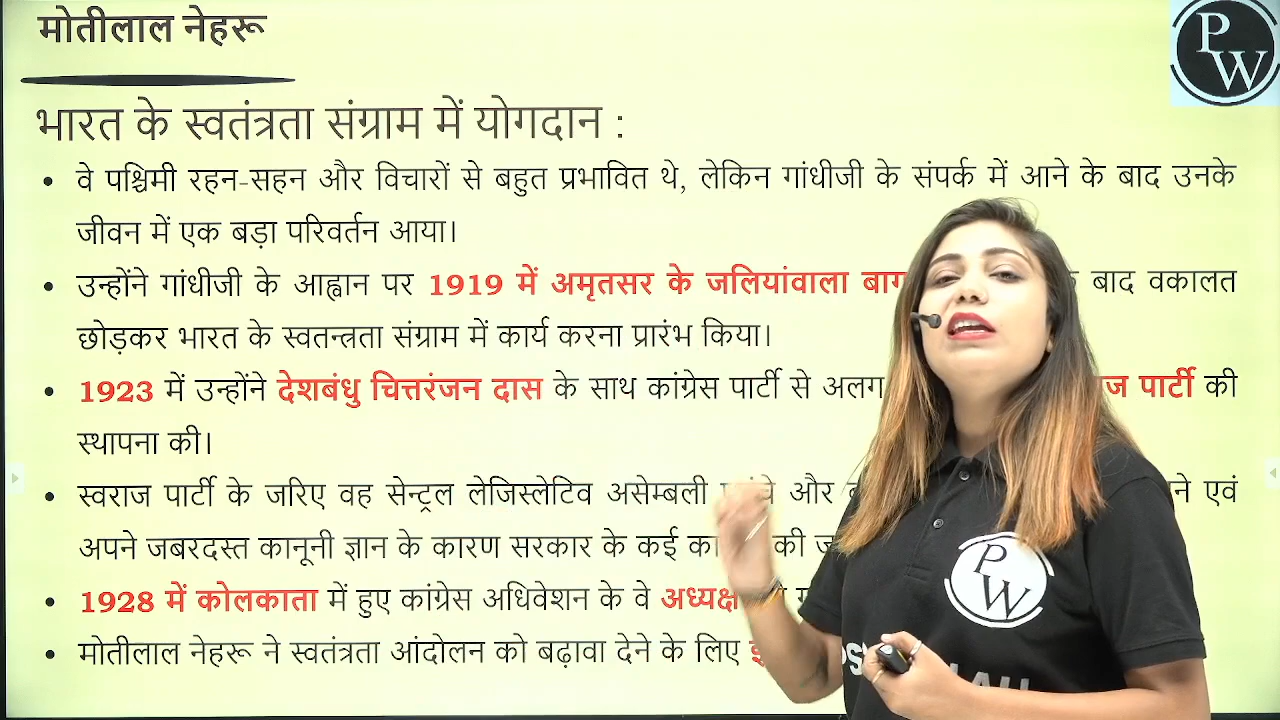 मोतीलाल नेहरू
PW
भारत के स्वतंत्रता संग्राम में योगदान :
• वे पश्चिमी रहन-सहन और विचारों से बहुत प्रभावित थे, लेकिन गांधीजी के संपर्क में आने के बाद उनके
जीवन में एक बड़ा परिवर्तन आया।
• उन्होंने गांधीजी के आह्वान पर 1919 में अमृतसर के जलियांवाला बाग बाद वकालत
छोड़कर भारत के स्वतन्त्रता संग्राम में कार्य करना प्रारंभ किया।
• 1923 में उन्होंने देशबंधु चित्तरंजन दास के साथ कांग्रेस पार्टी से अलग पार्टी की
स्थापना की।
• स्वराज पार्टी के जरिए वह सेन्ट्रल लेजिस्लेटिव असेम्बली और एवं
अपने जबरदस्त कानूनी ज्ञान के कारण सरकार के कई की
• 1928 में कोलकाता में हुए कांग्रेस अधिवेशन के वे अध्यक्ष
• मोतीलाल नेहरू ने स्वतंत्रता आंदोलन को बढ़ावा देने के लिए
PW